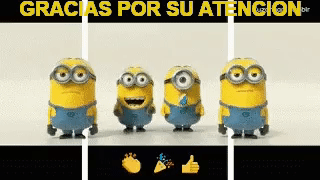 GRACIAS POR SU ATENCION